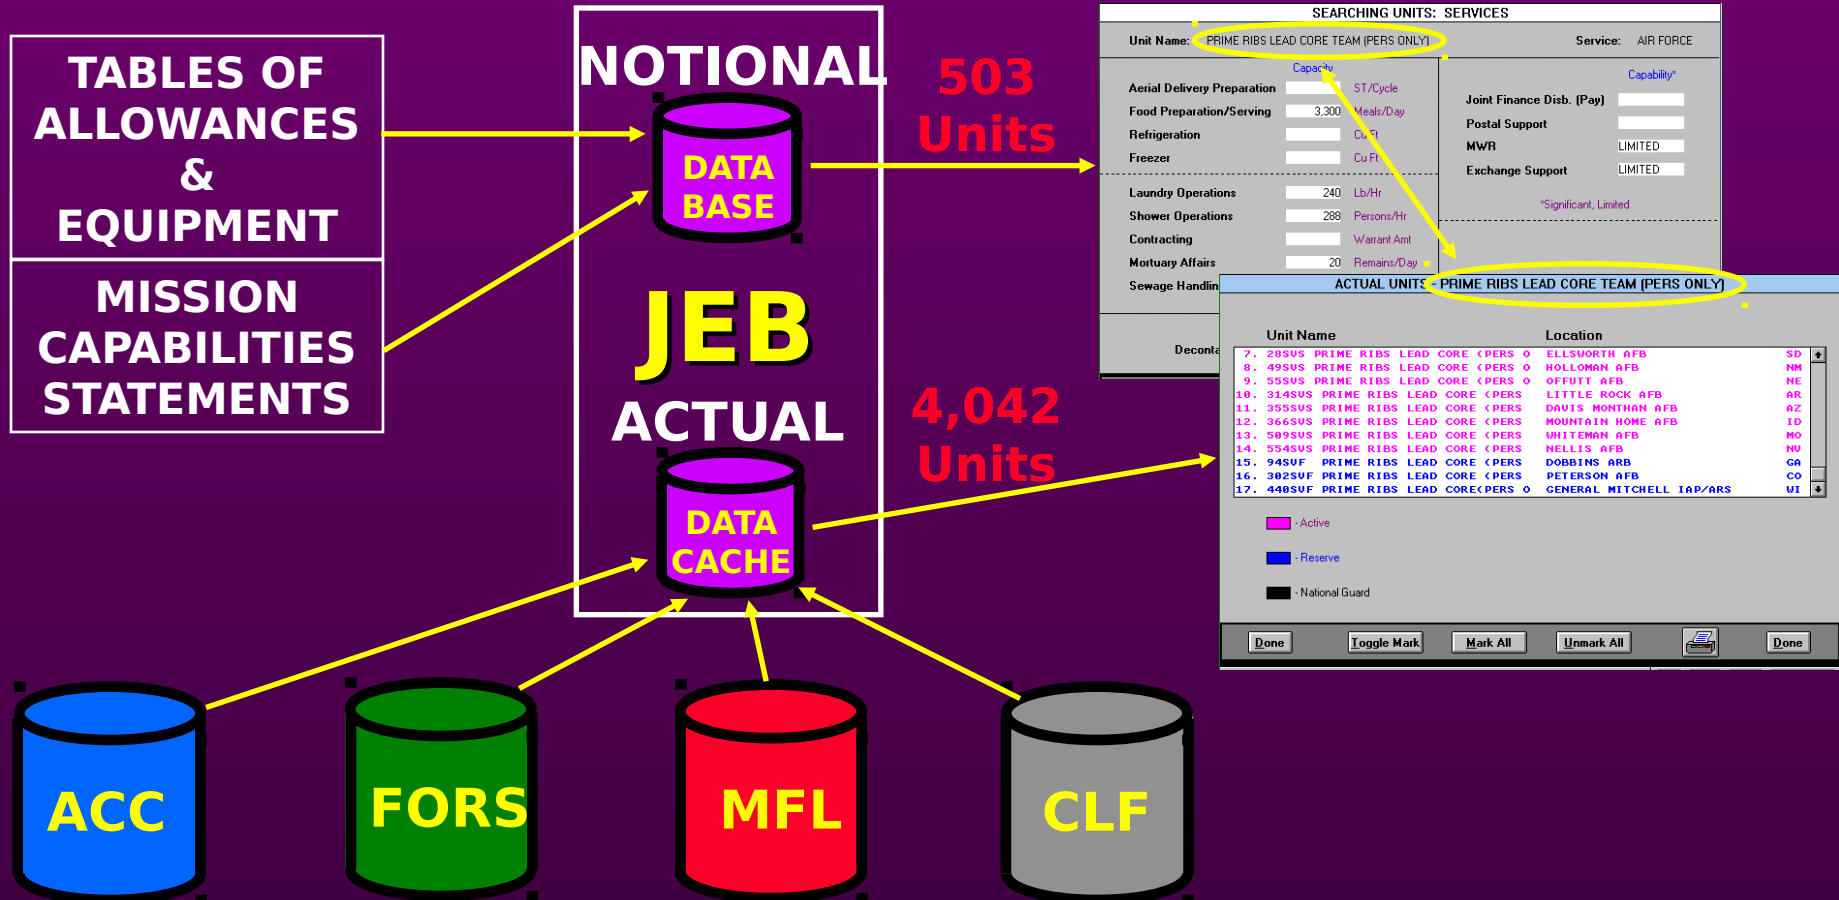 TABLES OF
ALLOWANCES
&
EQUIPMENT
MISSION
CAPABILITIES
STATEMENTS
NOTIONAL
DATA
BASE
JEB
ACTUAL
DATA
CACHE
503
Units
4,042
Units
SEARCHING UNITS: SERVICES
Unit Name: PRIME RIBS LEAD CORE TEAM (PERS ONLY) Service: AIR FORCE
Capacity
Aerial Delivery Preparation ST/Cycle
Food Preparation/Serving 3,300 Meals/Day
Refrigeration Cu Ft
Freezer Cu Ft
Laundry Operations 240 Lb/Hr
Shower Operations 288 Persons/Hr
Contracting Warrant Amt
Mortuary Affairs 20 Remains/Day
Sewage Handlin
Deconta
Capability*
Joint Finance Disb. (Pay)
Postal Support
MWR LIMITED
Exchange Support LIMITED
*Significant, Limited
ACTUAL UNITS - PRIME RIBS LEAD CORE TEAM (PERS ONLY)
Unit Name Location
7. 28SVS PRIME RIBS LEAD CORE (PERS O ELLSWORTH AFB SD
8. 49SVS PRIME RIBS LEAD CORE (PERS O HOLLOMAN AFB NM
9. 55SVS PRIME RIBS LEAD CORE (PERS O OFFUTT AFB NE
10. 314SVS PRIME RIBS LEAD CORE (PERS LITTLE ROCK AFB AR
11. 355SVS PRIME RIBS LEAD CORE (PERS DAVIS MONTHAN AFB AZ
12. 366SVS PRIME RIBS LEAD CORE (PERS MOUNTAIN HOME AFB ID
13. 509SVS PRIME RIBS LEAD CORE (PERS WHITEMAN AFB MO
14. 554SVS PRIME RIBS LEAD CORE (PERS NELLIS AFB NV
15. 94SVF PRIME RIBS LEAD CORE (PERS DOBBINS ARB GA
16. 302SVF PRIME RIBS LEAD CORE (PERS PETERSON AFB CO
17. 440SVF PRIME RIBS LEAD CORE(PERS O GENERAL MITCHELL IAP/ARS WI
- Active
- Reserve
- National Guard
Done Toggle Mark Mark All Unmark All Done
ACC
FORS
MFL
CLF